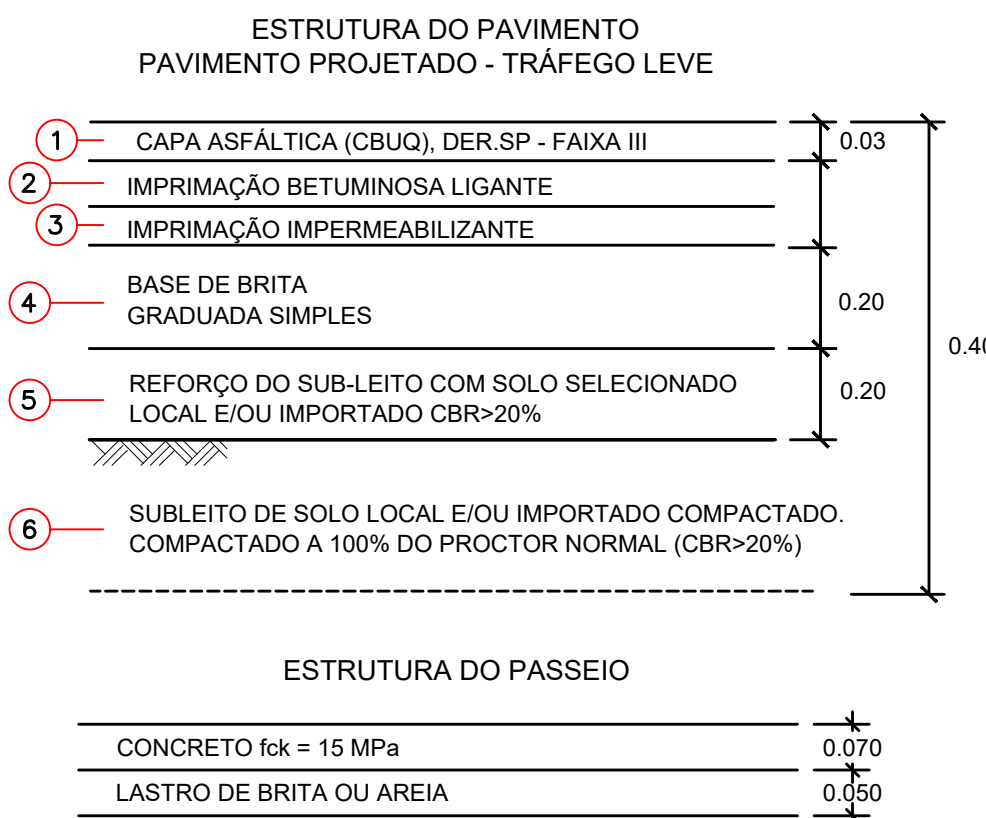 ESTRUTURA DO PAVIMENTO
PAVIMENTO PROJETADO - TRÁFEGO LEVE
1 CAPA ASFÁLTICA (CBUQ), DER.SP - FAIXA III 0.03
2 IMPRIMAÇÃO BETUMINOSA LIGANTE
3 IMPRIMAÇÃO IMPERMEABILIZANTE
4 BASE DE BRITA
GRADUADA SIMPLES 0.20
0.40
5 REFORÇO DO SUB-LEITO COM SOLO SELECIONADO
LOCAL E/OU IMPORTADO CBR>20% 0.20
6 SUBLEITO DE SOLO LOCAL E/OU IMPORTADO COMPACTADO.
COMPACTADO A 100% DO PROCTOR NORMAL (CBR>20%)
ESTRUTURA DO PASSEIO
CONCRETO fck = 15 MPa 0.070
LASTRO DE BRITA OU AREIA 0.050